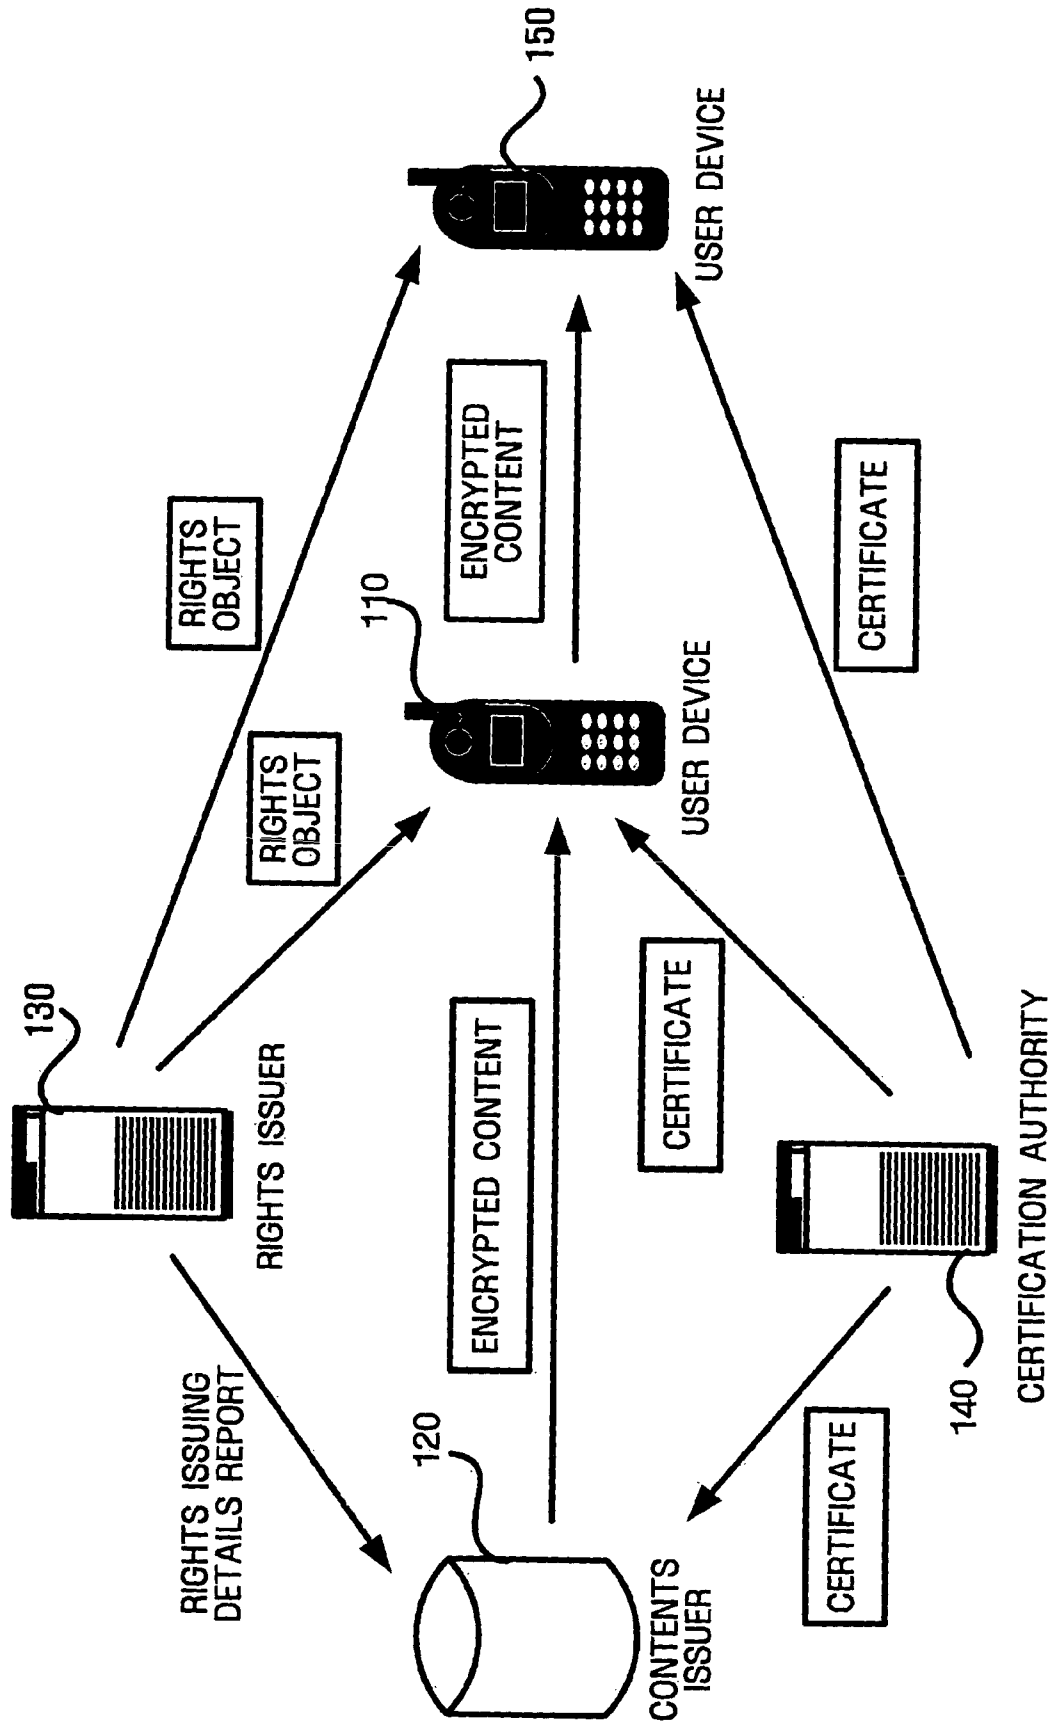 130
RIGHTS ISSUER
RIGHTS
OBJECT
RIGHTS
OBJECT
RIGHTS ISSUING
DETAILS REPORT
120
CONTENTS
ISSUER
ENCRYPTED CONTENT
110
USER DEVICE
ENCRYPTED
CONTENT
150
USER DEVICE
CERTIFICATE
CERTIFICATE
CERTIFICATE
140
CERTIFICATION AUTHORITY